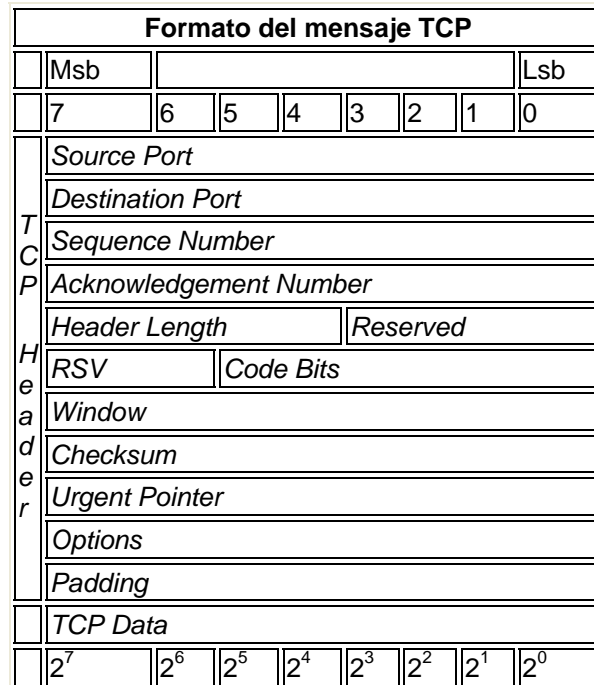 Formato del mensaje TCP
Msb Lsb
7 6 5 4 3 2 1 0
TCP Header
Source Port
Destination Port
Sequence Number
Acknowledgement Number
Header Length Reserved
RSV Code Bits
Window
Checksum
Urgent Pointer
Options
Padding
TCP Data
2⁷ 2⁶ 2⁵ 2⁴ 2³ 2² 2¹ 2⁰